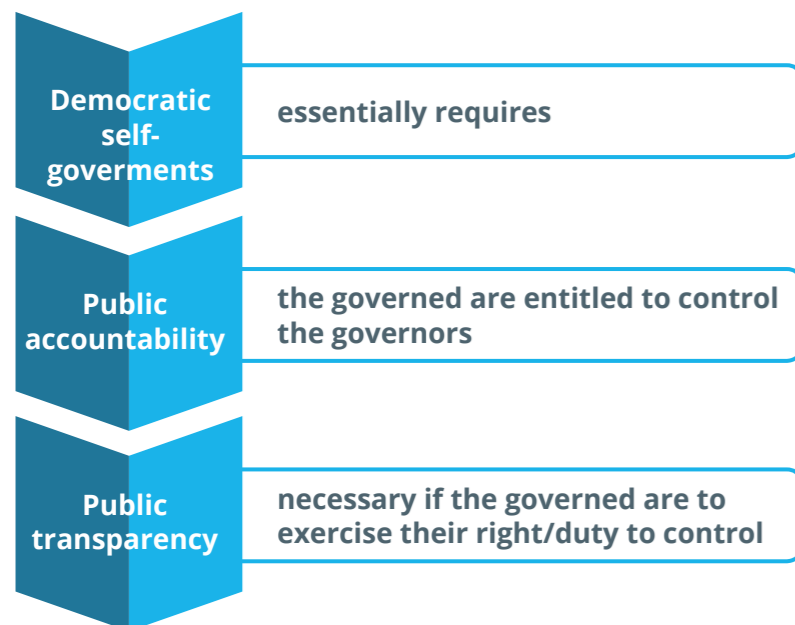 Democratic
self-
goverments
essentially requires
Public
accountability
the governed are entitled to control
the governors
Public
transparency
necessary if the governed are to
exercise their right/duty to control